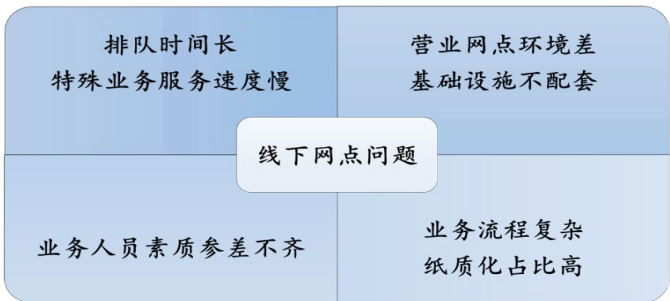 排队时间长
特殊业务服务速度慢
营业网点环境差
基础设施不配套
线下网点问题
业务人员素质参差不齐
业务流程复杂
纸质化占比高